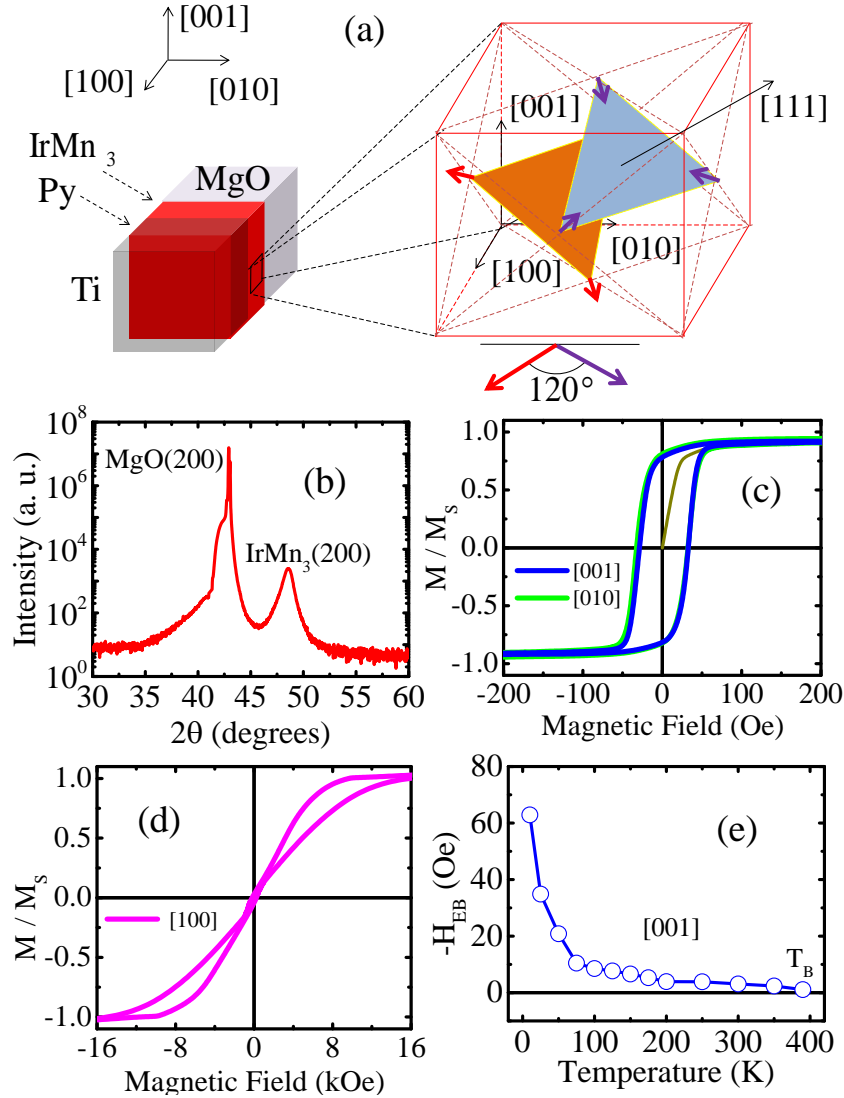 (a)
[001]
[100]
[010]
IrMn3
Py
MgO
Ti
[001]
[111]
[010]
[100]
120°
(b)
10^8
10^6
10^4
10^2
10^0
Intensity (a. u.)
MgO(200)
IrMn3(200)
30 35 40 45 50 55 60
2θ (degrees)
(c)
1.0
0.5
0.0
-0.5
-1.0
M / MS
[001]
[010]
-200 -100 0 100 200
Magnetic Field (Oe)
(d)
1.0
0.5
0.0
-0.5
-1.0
M / MS
[100]
-16 -8 0 8 16
Magnetic Field (kOe)
(e)
80
60
40
20
0
-HEB (Oe)
[001]
TB
0 100 200 300 400
Temperature (K)